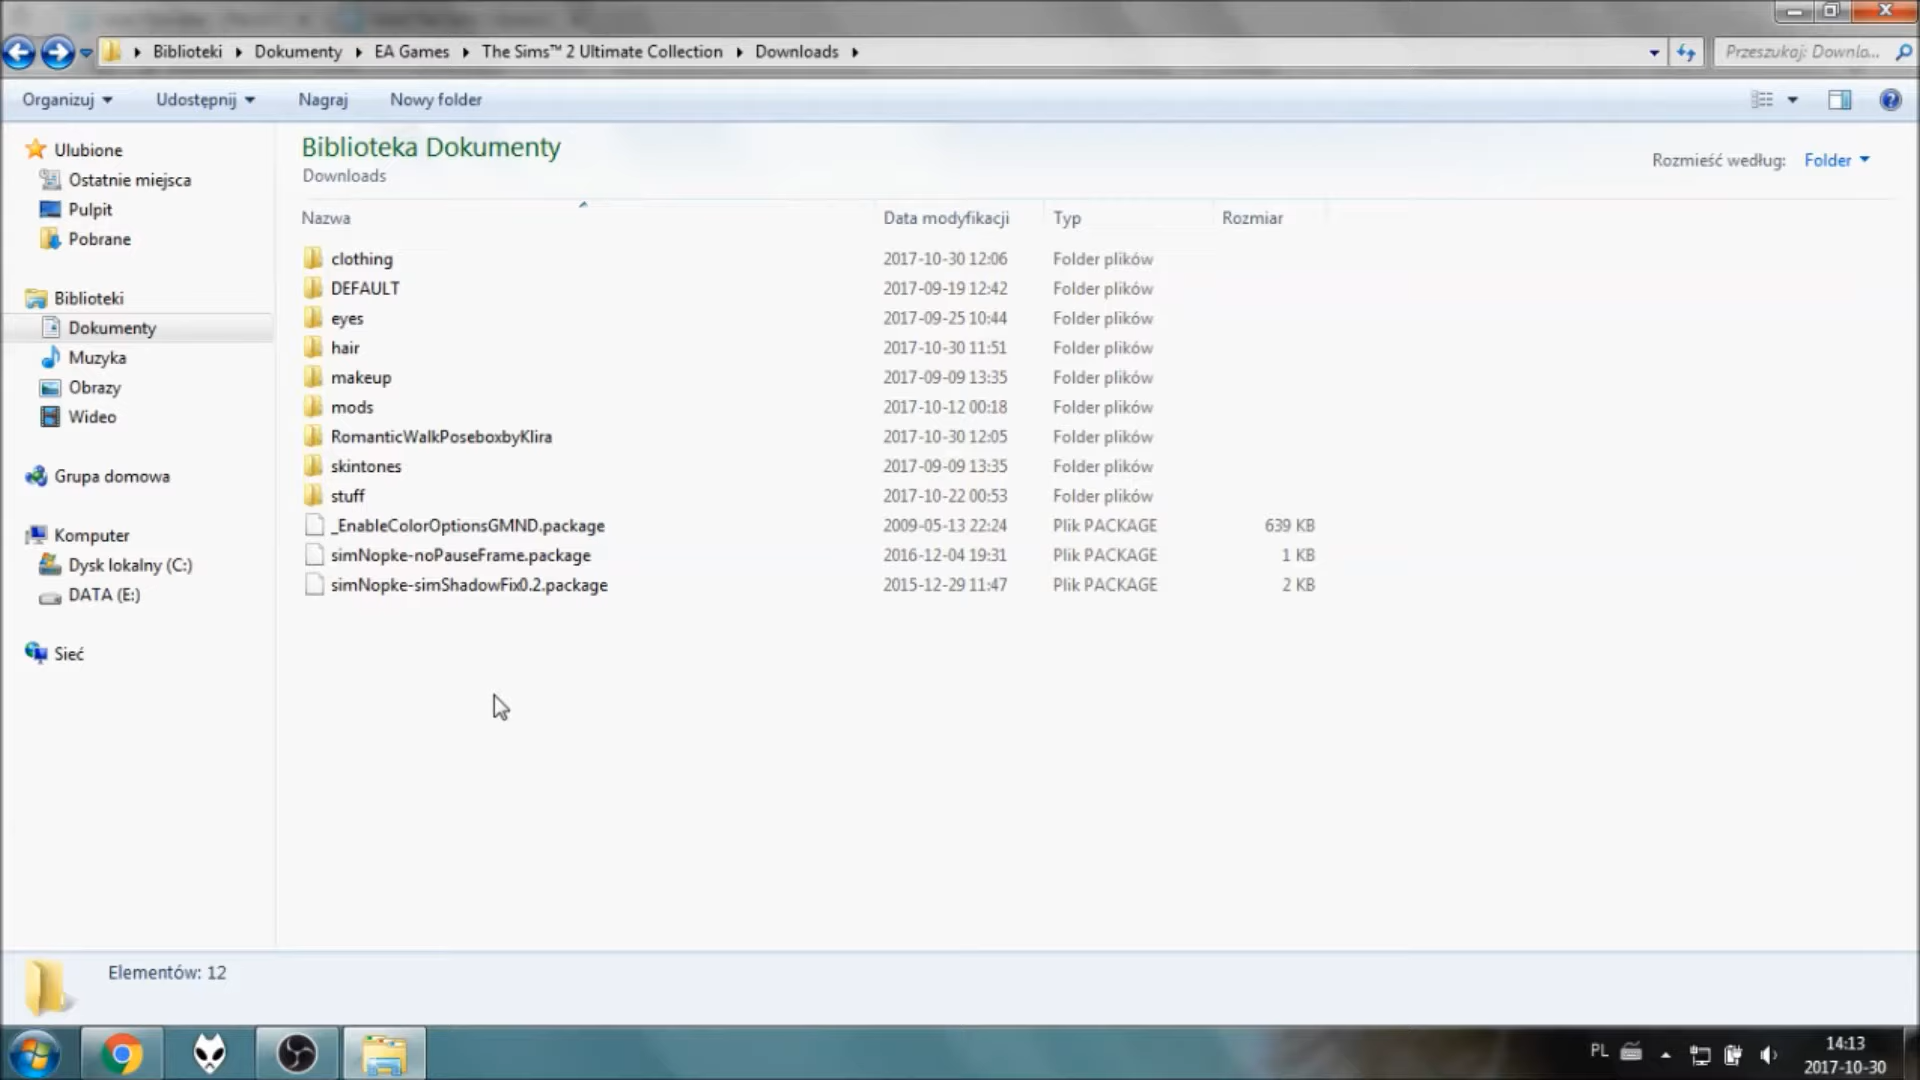 Biblioteki Dokumenty EA Games The Sims™ 2 Ultimate Collection Downloads Przeszukaj: Downlo...
Organizuj Udostępnij Nagraj Nowy folder
Ulubione
Ostatnie miejsca
Pulpit
Pobrane
Biblioteki
Dokumenty
Muzyka
Obrazy
Wideo
Grupa domowa
Komputer
Dysk lokalny (C:)
DATA (E:)
Sieć
Biblioteka Dokumenty
Downloads
Rozmieść według: Folder
Nazwa Data modyfikacji Typ Rozmiar
clothing 2017-10-30 12:06 Folder plików
DEFAULT 2017-09-19 12:42 Folder plików
eyes 2017-09-25 10:44 Folder plików
hair 2017-10-30 11:51 Folder plików
makeup 2017-09-09 13:35 Folder plików
mods 2017-10-12 00:18 Folder plików
RomanticWalkPoseboxbyKlira 2017-10-30 12:05 Folder plików
skintones 2017-09-09 13:35 Folder plików
stuff 2017-10-22 00:53 Folder plików
_EnableColorOptionsGMND.package 2009-05-13 22:24 Plik PACKAGE 639 KB
simNopke-noPauseFrame.package 2016-12-04 19:31 Plik PACKAGE 1 KB
simNopke-simShadowFix0.2.package 2015-12-29 11:47 Plik PACKAGE 2 KB
Elementów: 12
PL
14:13
2017-10-30